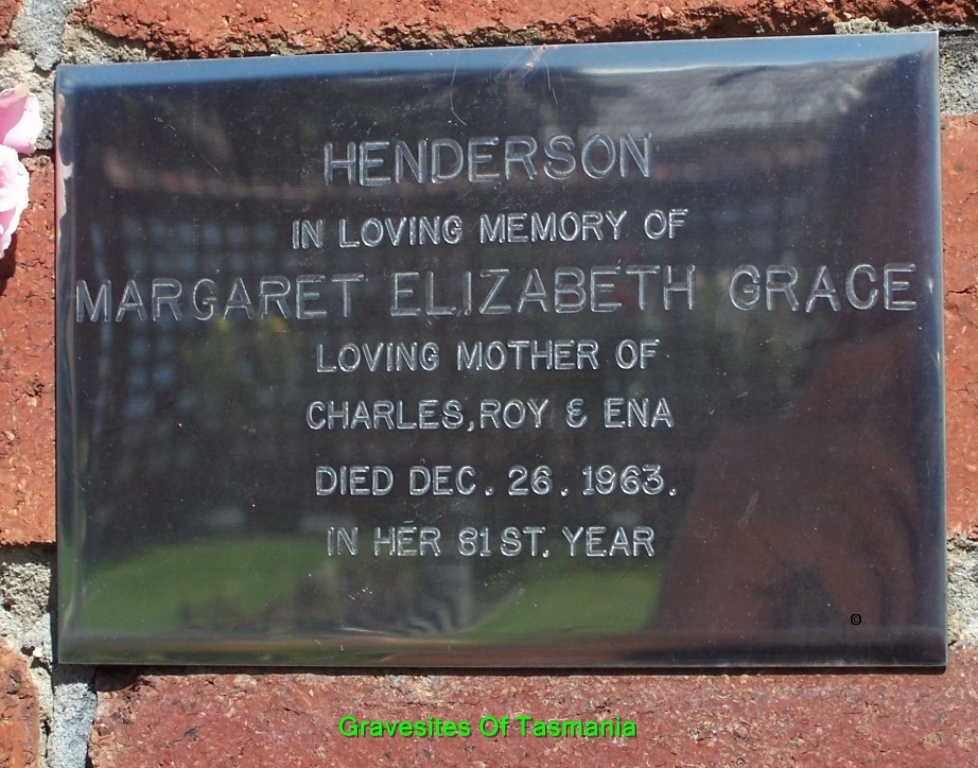 HENDERSON
IN LOVING MEMORY OF
MARGARET ELIZABETH GRACE
LOVING MOTHER OF
CHARLES, ROY & ENA
DIED DEC. 26. 1963.
IN HER 81ST. YEAR
©
Gravesites Of Tasmania